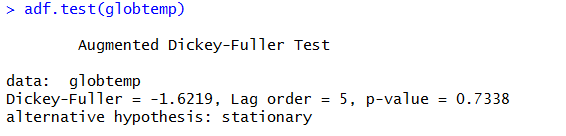 > adf.test(globtemp)
Augmented Dickey-Fuller Test
data: globtemp
Dickey-Fuller = -1.6219, Lag order = 5, p-value = 0.7338
alternative hypothesis: stationary